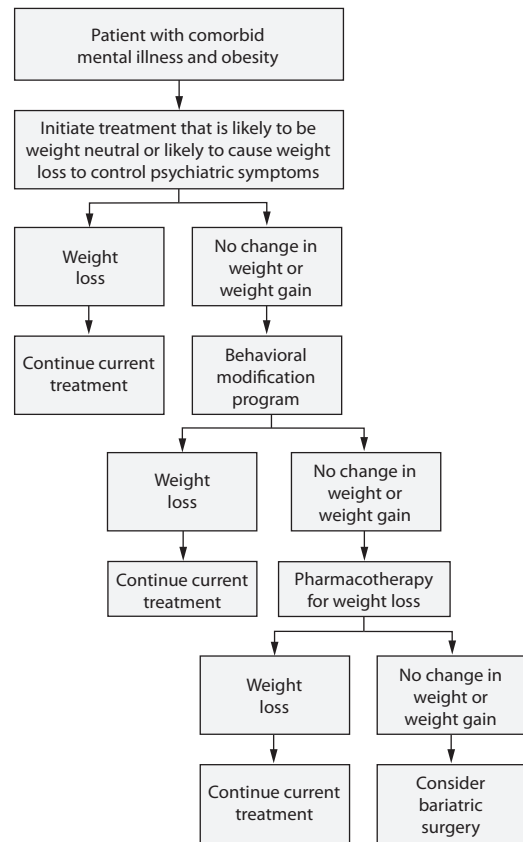 Patient with comorbid
mental illness and obesity
Initiate treatment that is likely to be
weight neutral or likely to cause weight
loss to control psychiatric symptoms
Weight
loss
No change in
weight or
weight gain
Continue current
treatment
Behavioral
modification
program
Weight
loss
No change in
weight or
weight gain
Continue current
treatment
Pharmacotherapy
for weight loss
Weight
loss
No change in
weight or
weight gain
Continue current
treatment
Consider
bariatric
surgery